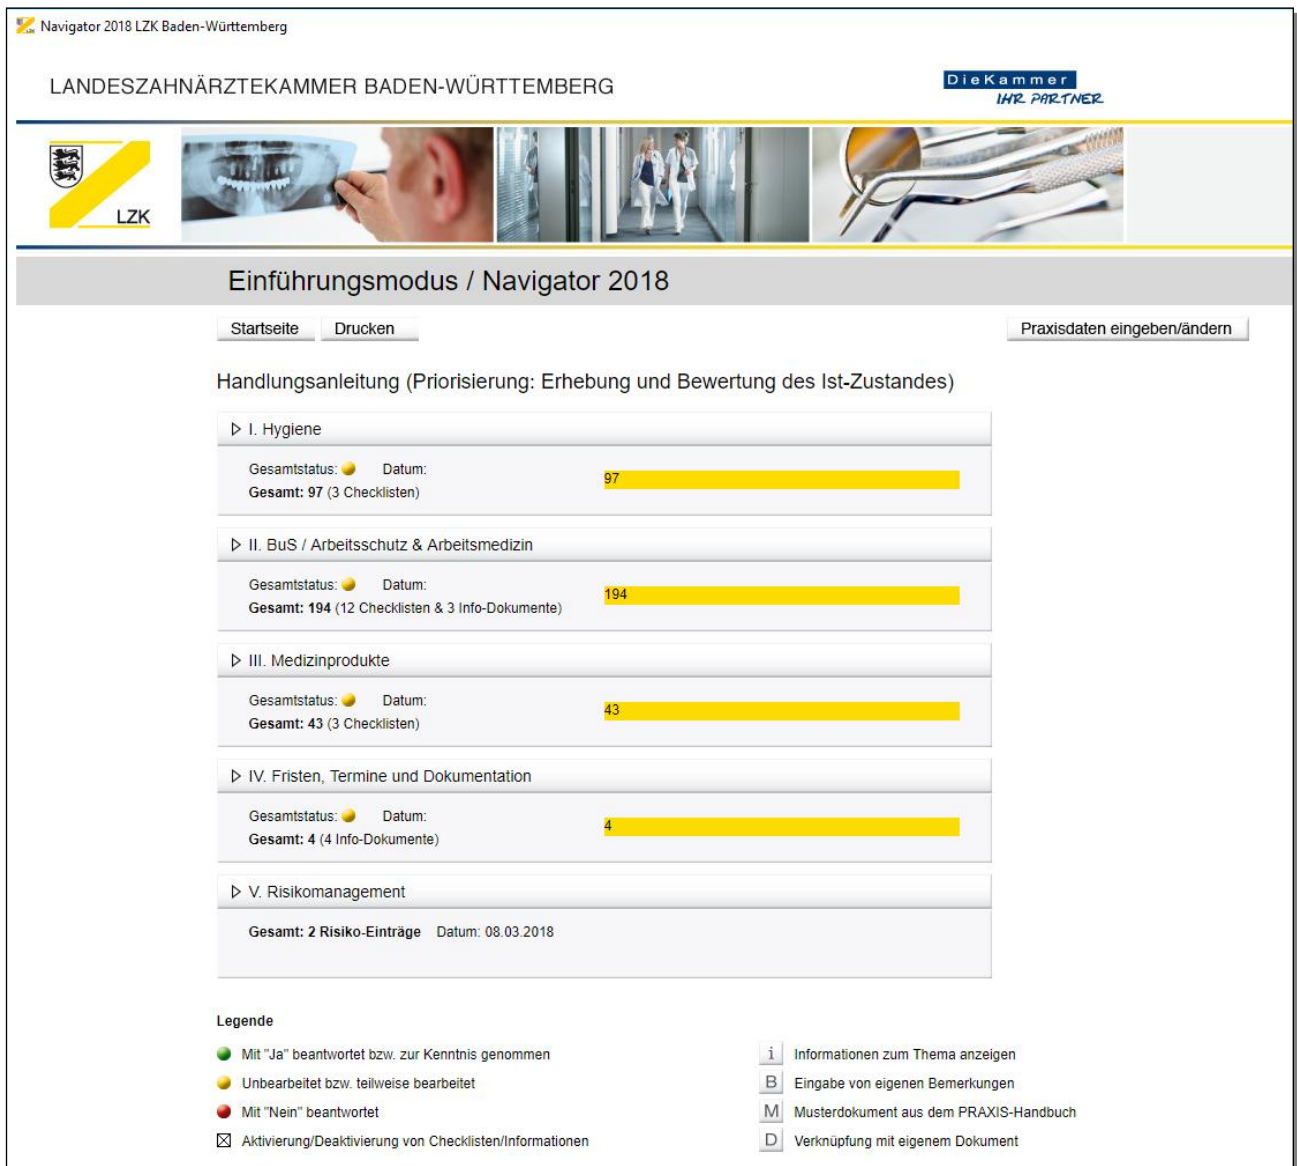 Navigator 2018 LZK Baden-Württemberg
LANDESZAHNÄRZTEKAMMER BADEN-WÜRTTEMBERG
DieKammer
IHR PARTNER
LZK
Einführungsmodus / Navigator 2018
Startseite Drucken Praxisdaten eingeben/ändern
Handlungsanleitung (Priorisierung: Erhebung und Bewertung des Ist-Zustandes)
I. Hygiene
Gesamtstatus: Datum:
97
Gesamt: 97 (3 Checklisten)
II. BuS / Arbeitsschutz & Arbeitsmedizin
Gesamtstatus: Datum:
194
Gesamt: 194 (12 Checklisten & 3 Info-Dokumente)
III. Medizinprodukte
Gesamtstatus: Datum:
43
Gesamt: 43 (3 Checklisten)
IV. Fristen, Termine und Dokumentation
Gesamtstatus: Datum:
4
Gesamt: 4 (4 Info-Dokumente)
V. Risikomanagement
Gesamt: 2 Risiko-Einträge Datum: 08.03.2018
Legende
Mit "Ja" beantwortet bzw. zur Kenntnis genommen
Unbearbeitet bzw. teilweise bearbeitet
Mit "Nein" beantwortet
Aktivierung/Deaktivierung von Checklisten/Informationen
i Informationen zum Thema anzeigen
B Eingabe von eigenen Bemerkungen
M Musterdokument aus dem PRAXIS-Handbuch
D Verknüpfung mit eigenem Dokument